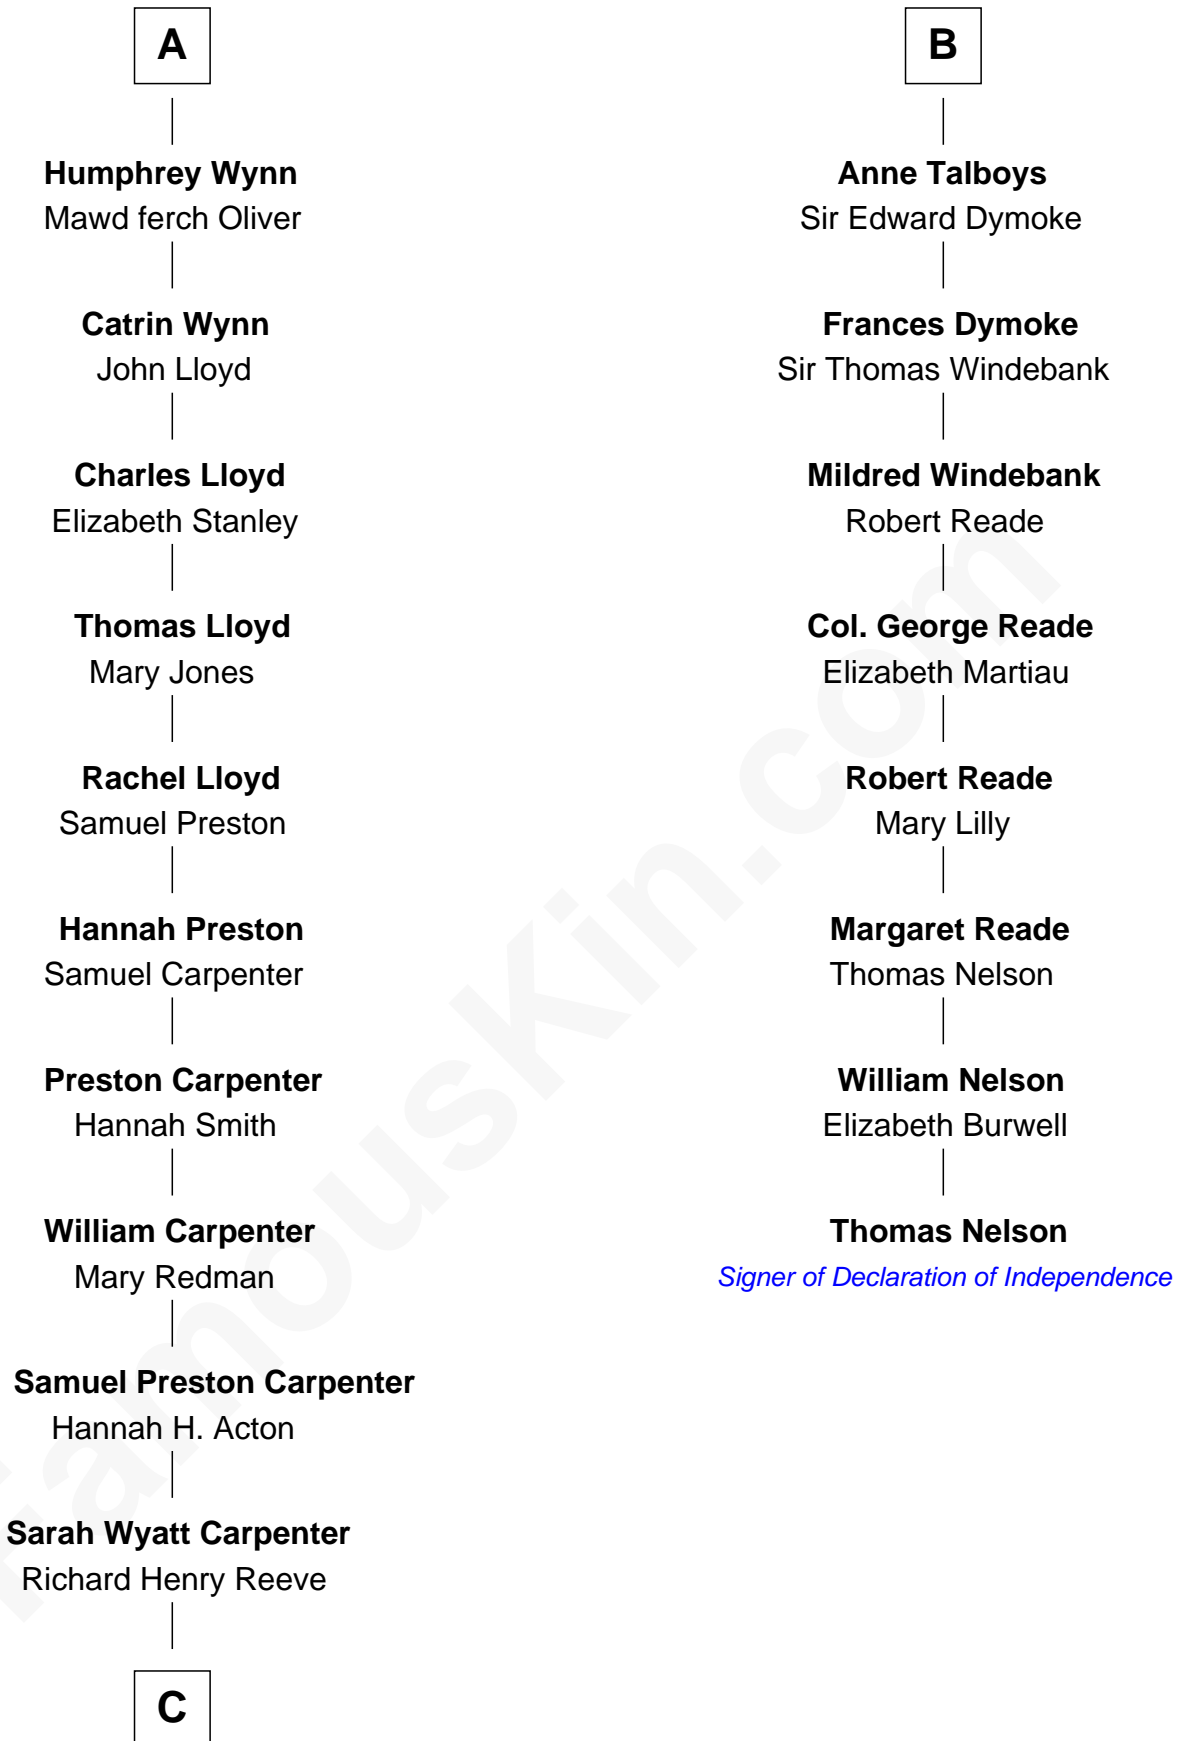 A
Humphrey Wynn
Mawd ferch Oliver
Catrin Wynn
John Lloyd
Charles Lloyd
Elizabeth Stanley
Thomas Lloyd
Mary Jones
Rachel Lloyd
Samuel Preston
Hannah Preston
Samuel Carpenter
Preston Carpenter
Hannah Smith
William Carpenter
Mary Redman
Samuel Preston Carpenter
Hannah H. Acton
Sarah Wyatt Carpenter
Richard Henry Reeve
C
B
Anne Talboys
Sir Edward Dymoke
Frances Dymoke
Sir Thomas Windebank
Mildred Windebank
Robert Reade
Col. George Reade
Elizabeth Martiau
Robert Reade
Mary Lilly
Margaret Reade
Thomas Nelson
William Nelson
Elizabeth Burwell
Thomas Nelson
Signer of Declaration of Independence
FamousKin.com